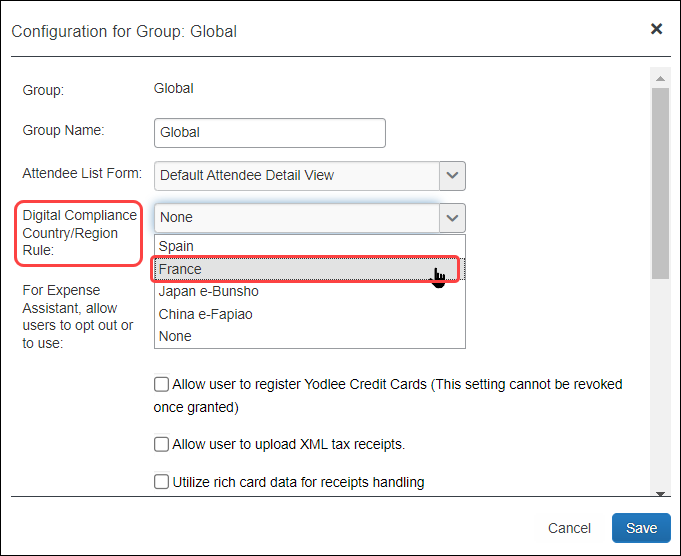 Configuration for Group: Global
Group:
Global
Group Name:
Global
Attendee List Form:
Default Attendee Detail View
Digital Compliance
Country/Region
Rule:
None
Spain
France
Japan e-Bunsho
China e-Fapiao
None
For Expense
Assistant, allow
users to opt out or
to use:
Allow user to register Yodlee Credit Cards (This setting cannot be revoked
once granted)
Allow user to upload XML tax receipts.
Utilize rich card data for receipts handling
Cancel
Save